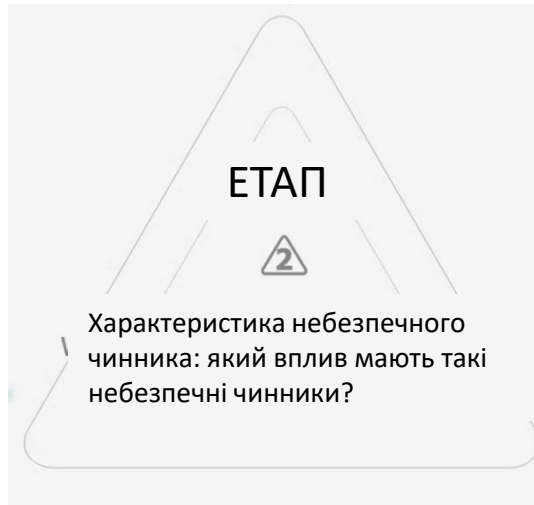 ЕТАП
2
Характеристика небезпечного
чинника: який вплив мають такі
небезпечні чинники?